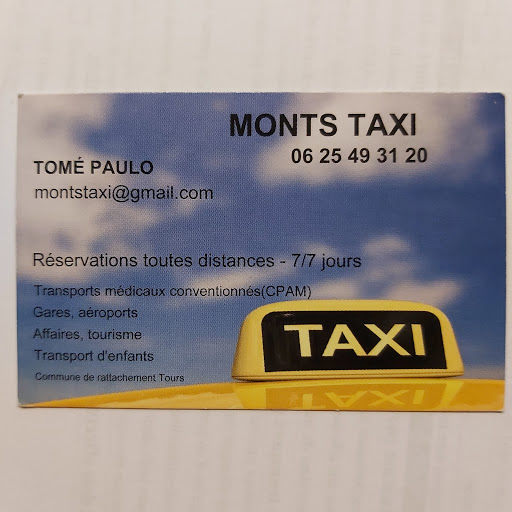 MONTS TAXI
06 25 49 31 20
TOMÉ PAULO
montstaxi@gmail.com
Réservations toutes distances - 7/7 jours
Transports médicaux conventionnés(CPAM)
Gares, aéroports
Affaires, tourisme
Transport d'enfants
Commune de rattachement Tours
TAXI